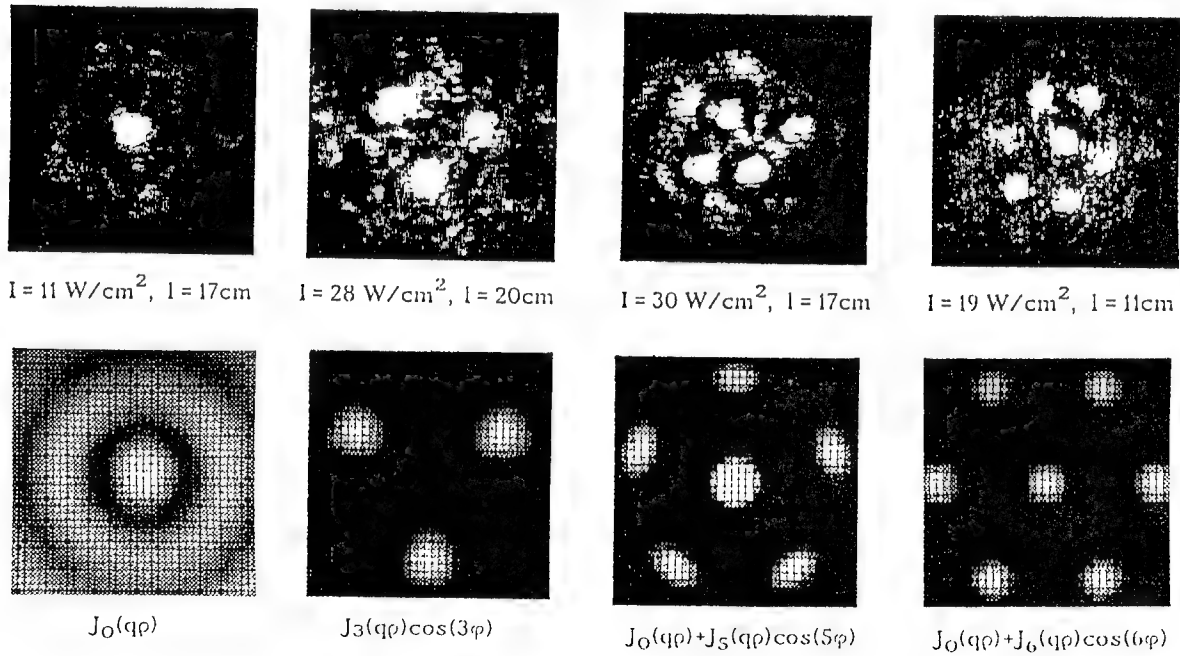 I = 11 W/cm², l = 17cm
I = 28 W/cm², l = 20cm
I = 30 W/cm², l = 17cm
I = 19 W/cm², l = 11cm
J₀(qρ)
J₃(qρ)cos(3φ)
J₀(qρ)+J₅(qρ)cos(5φ)
J₀(qρ)+J₆(qρ)cos(6φ)